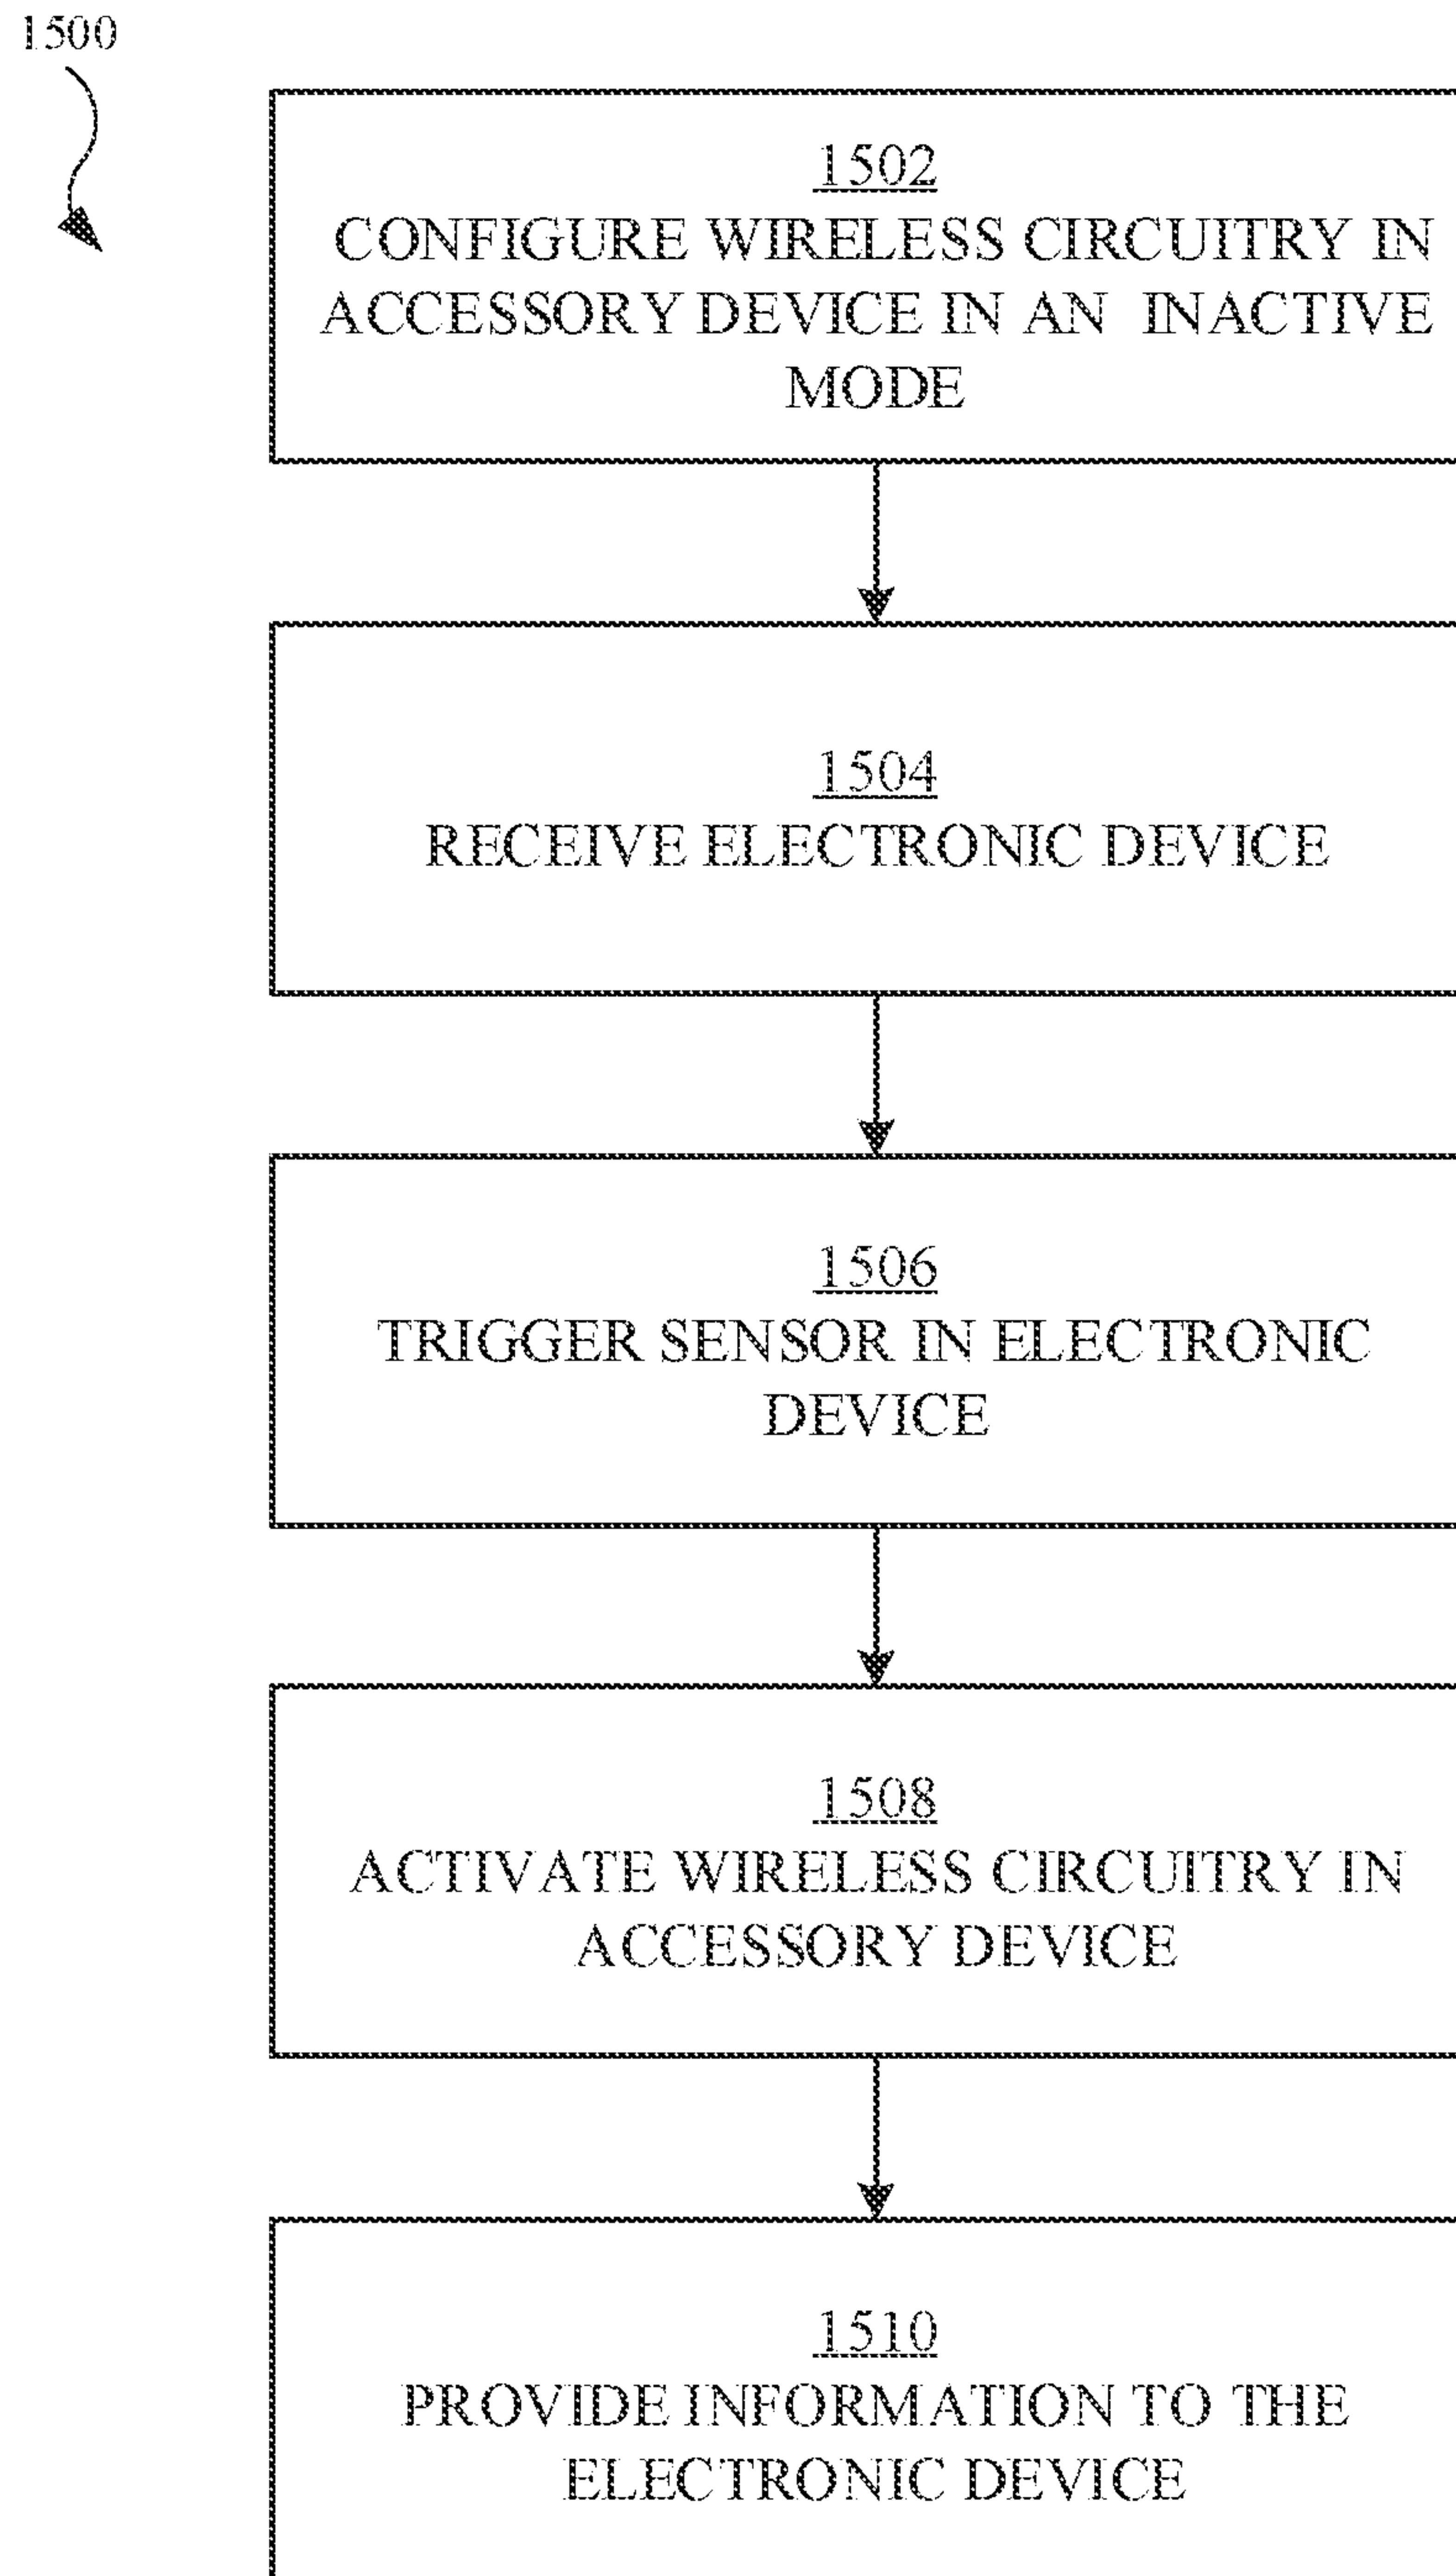 1500
1502
CONFIGURE WIRELESS CIRCUITRY IN
ACCESSORY DEVICE IN AN INACTIVE
MODE
1504
RECEIVE ELECTRONIC DEVICE
1506
TRIGGER SENSOR IN ELECTRONIC
DEVICE
1508
ACTIVATE WIRELESS CIRCUITRY IN
ACCESSORY DEVICE
1510
PROVIDE INFORMATION TO THE
ELECTRONIC DEVICE